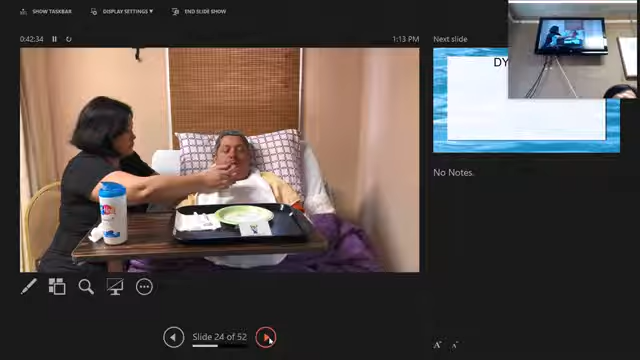 SHOW TASKBAR
DISPLAY SETTINGS ▾
END SLIDE SHOW
0:42:34
1:13 PM
Next slide
DY
No Notes.
Slide 24 of 52
A
A